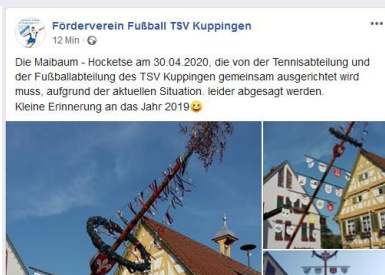 Förderverein Fußball TSV Kuppingen
12 Min ·
Die Maibaum - Hocketse am 30.04.2020, die von der Tennisabteilung und
der Fußballabteilung des TSV Kuppingen gemeinsam ausgerichtet wird
muss, aufgrund der aktuellen Situation. leider abgesagt werden.
Kleine Erinnerung an das Jahr 2019😀